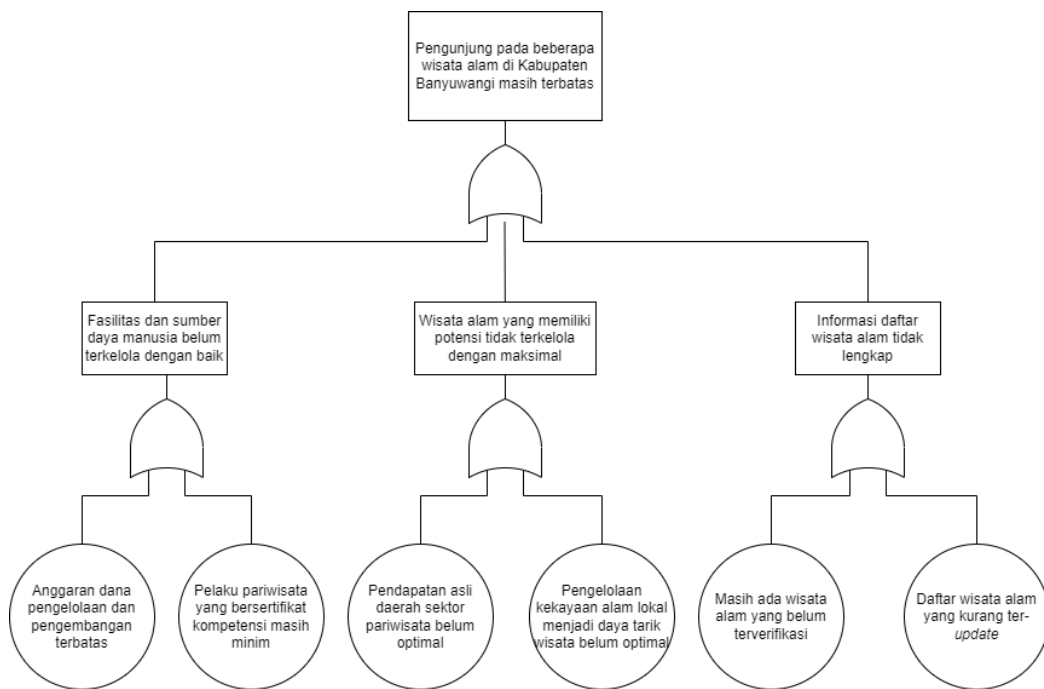 Pengunjung pada beberapa
wisata alam di Kabupaten
Banyuwangi masih terbatas
Fasilitas dan sumber
daya manusia belum
terkelola dengan baik
Wisata alam yang memiliki
potensi tidak terkelola
dengan maksimal
Informasi daftar
wisata alam tidak
lengkap
Anggaran dana
pengelolaan dan
pengembangan
terbatas
Pelaku pariwisata
yang bersertifikat
kompetensi masih
minim
Pendapatan asli
daerah sektor
pariwisata belum
optimal
Pengelolaan
kekayaan alam lokal
menjadi daya tarik
wisata belum optimal
Masih ada wisata
alam yang belum
terverifikasi
Daftar wisata alam
yang kurang ter-
update